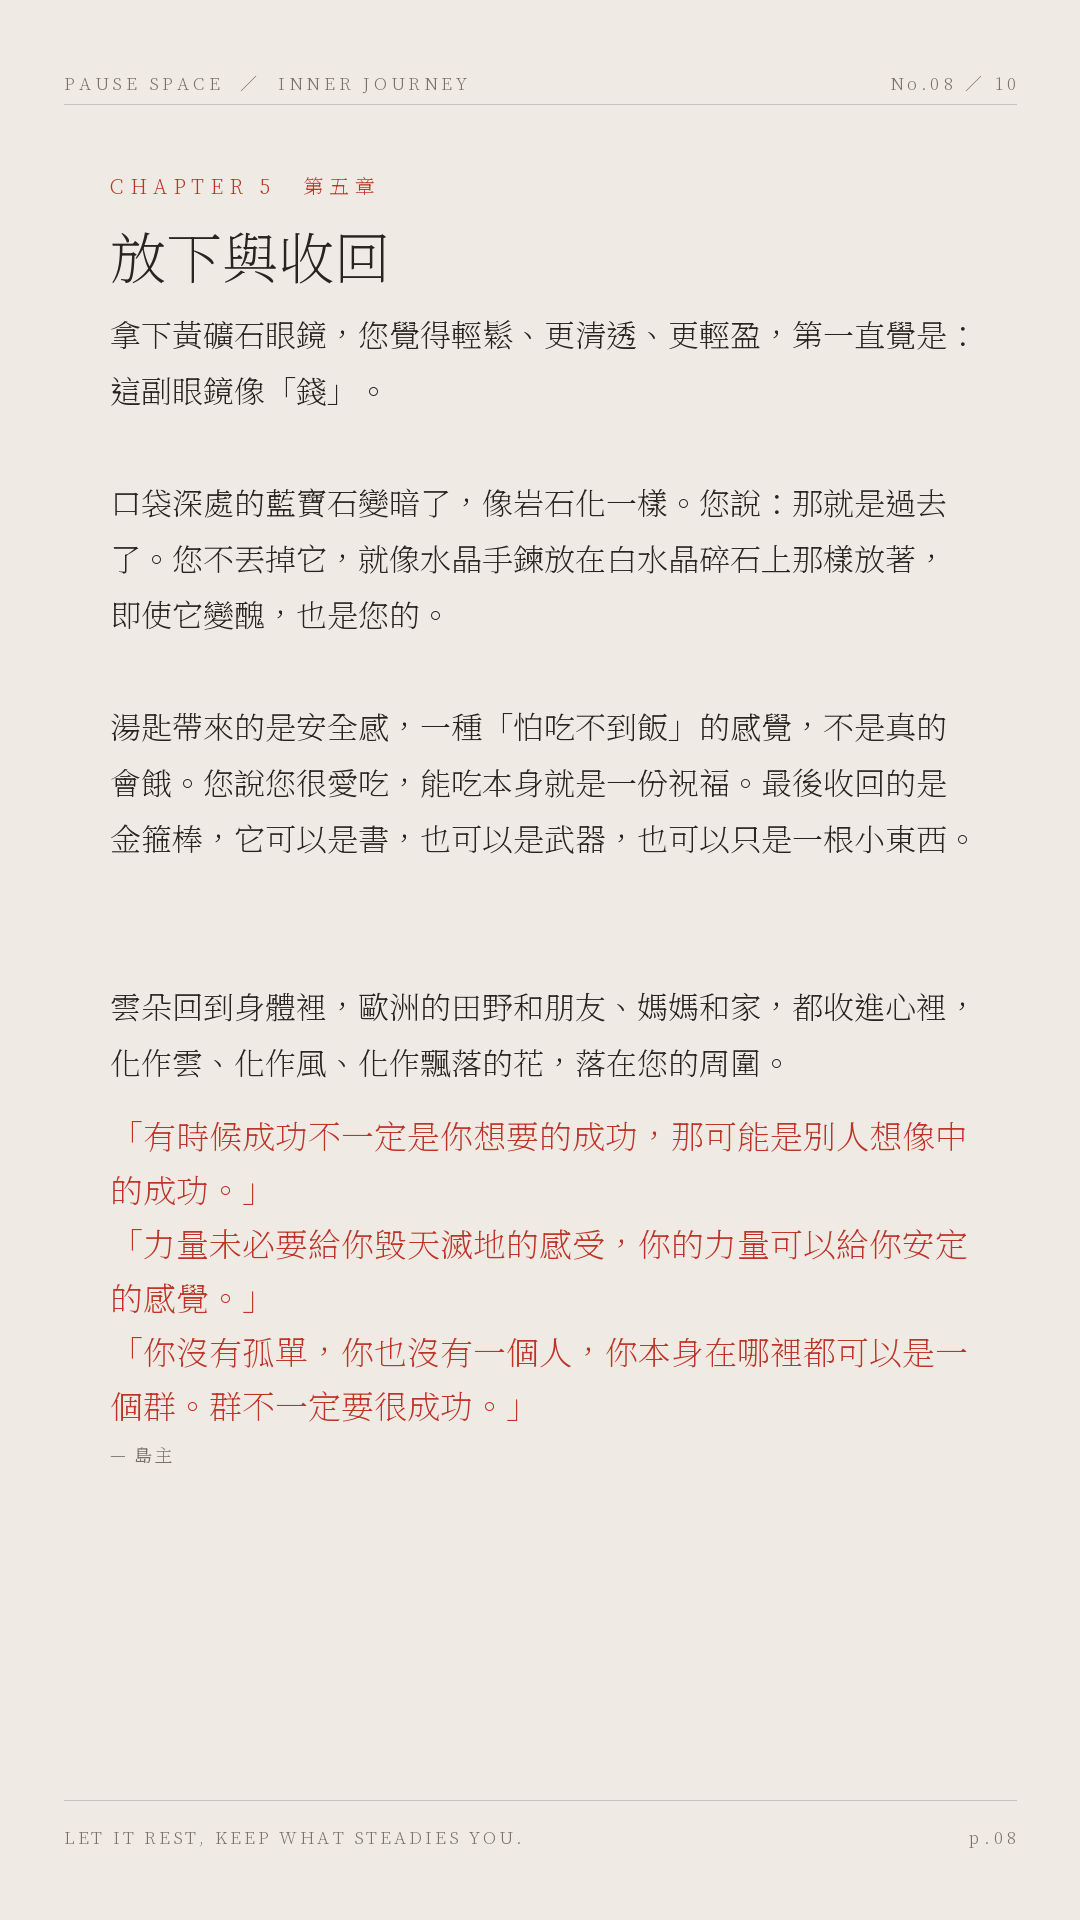 PAUSE SPACE ／ INNER JOURNEY
No.08 ／ 10
CHAPTER 5 第五章
放下與收回
拿下黃礦石眼鏡，您覺得輕鬆、更清透、更輕盈，第一直覺是：
這副眼鏡像「錢」。
口袋深處的藍寶石變暗了，像岩石化一樣。您說：那就是過去
了。您不丟掉它，就像水晶手鍊放在白水晶碎石上那樣放著，
即使它變醜，也是您的。
湯匙帶來的是安全感，一種「怕吃不到飯」的感覺，不是真的
會餓。您說您很愛吃，能吃本身就是一份祝福。最後收回的是
金箍棒，它可以是書，也可以是武器，也可以只是一根小東西。
雲朵回到身體裡，歐洲的田野和朋友、媽媽和家，都收進心裡，
化作雲、化作風、化作飄落的花，落在您的周圍。
「有時候成功不一定是你想要的成功，那可能是別人想像中
的成功。」
「力量未必要給你毀天滅地的感受，你的力量可以給你安定
的感覺。」
「你沒有孤單，你也沒有一個人，你本身在哪裡都可以是一
個群。群不一定要很成功。」
— 島主
LET IT REST, KEEP WHAT STEADIES YOU.
p.08